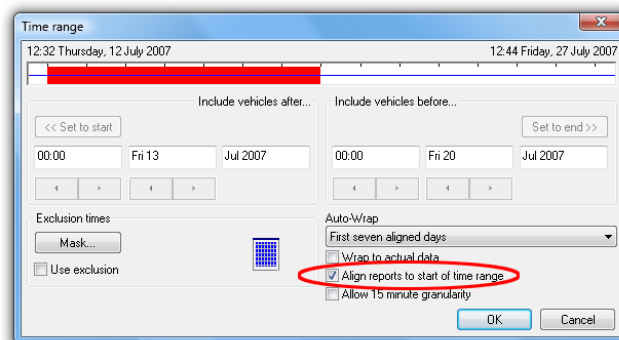 Time range
12:32 Thursday, 12 July 2007 12:44 Friday, 27 July 2007
Include vehicles after... Include vehicles before...
<< Set to start Set to end >>
00:00 Fri 13 Jul 2007 00:00 Fri 20 Jul 2007
Exclusion times Auto-Wrap
First seven aligned days
Mask... Wrap to actual data
Use exclusion Align reports to start of time range
Allow 15 minute granularity
OK Cancel